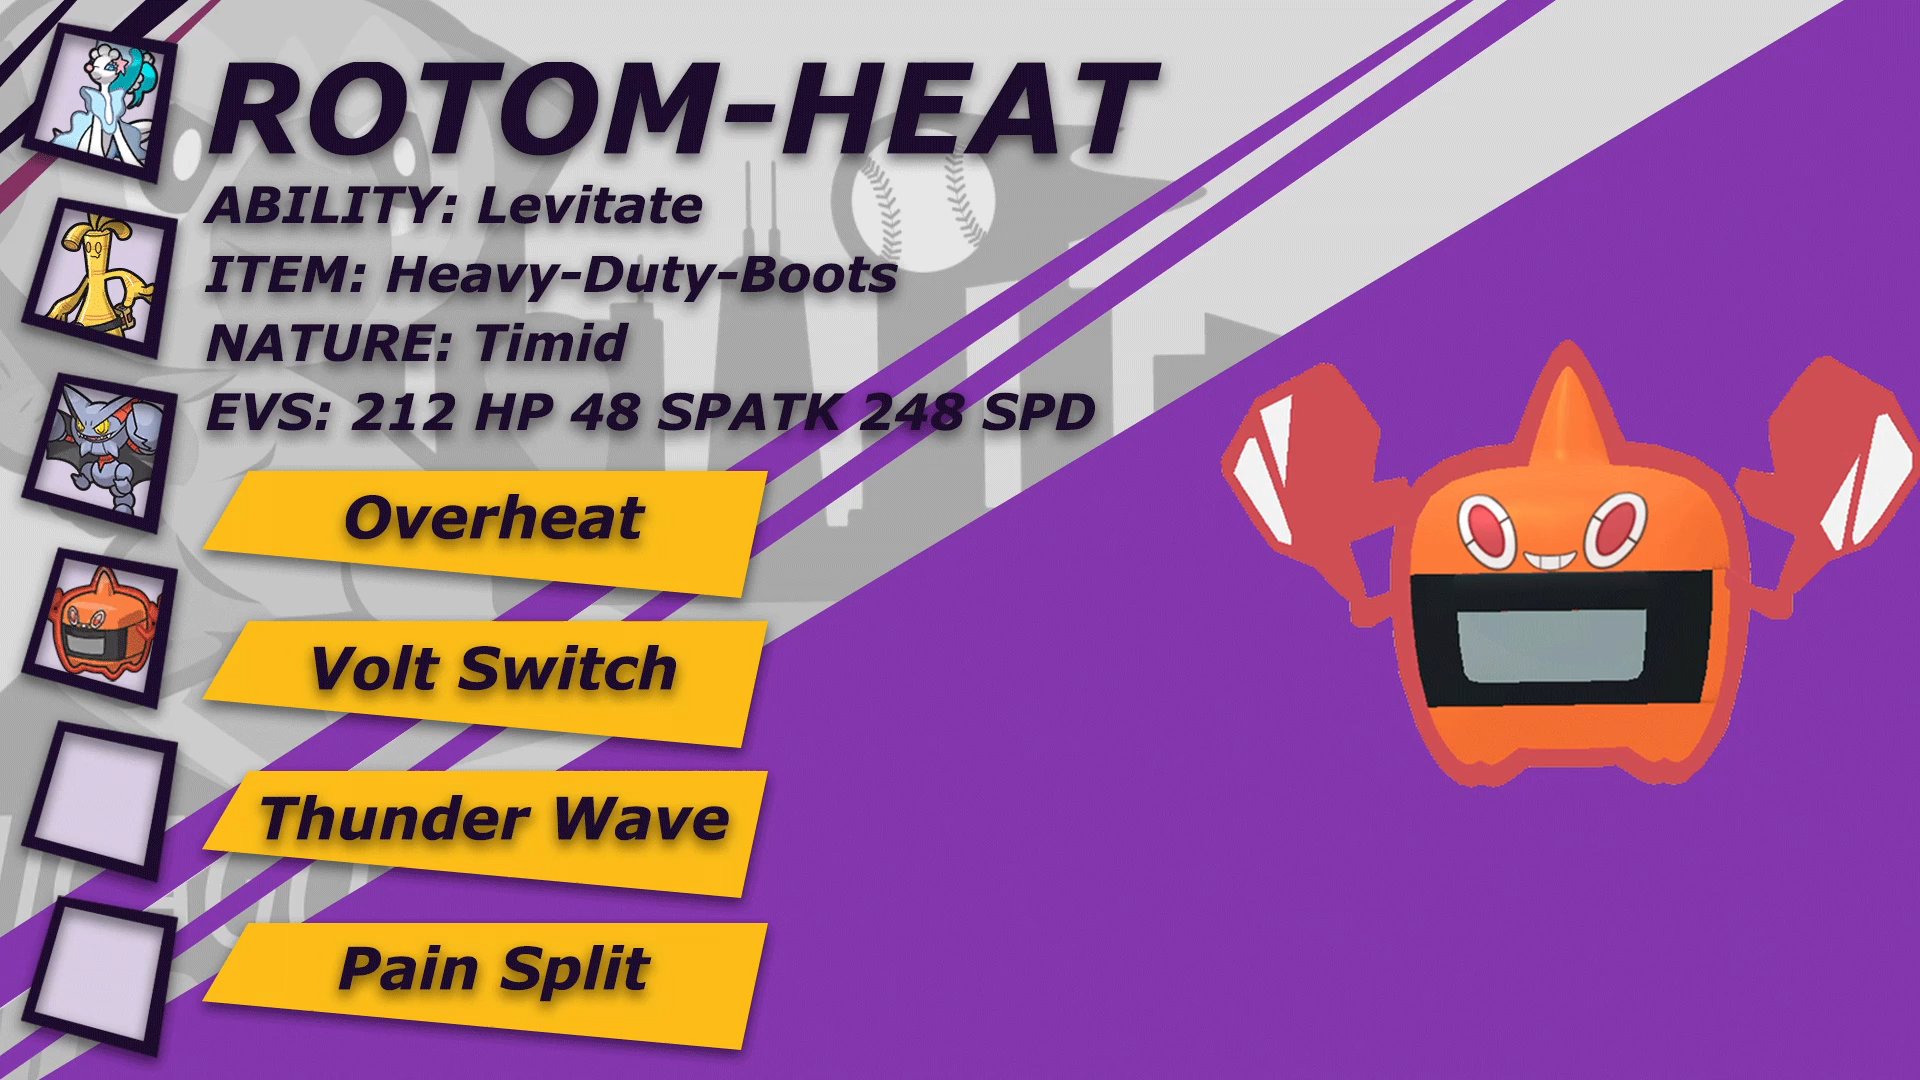 ROTOM-HEAT
ABILITY: Levitate
ITEM: Heavy-Duty-Boots
NATURE: Timid
EVS: 212 HP 48 SPATK 248 SPD
Overheat
Volt Switch
Thunder Wave
Pain Split